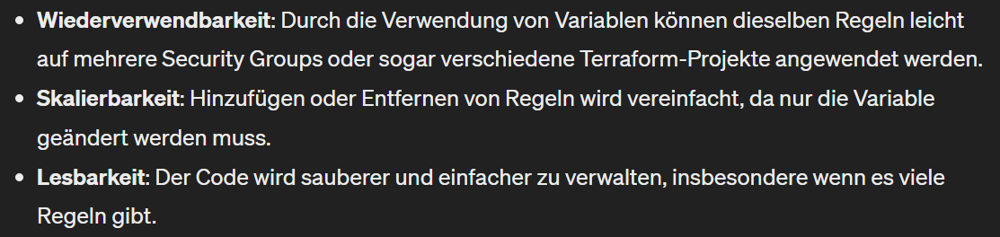 • Wiederverwendbarkeit: Durch die Verwendung von Variablen können dieselben Regeln leicht
auf mehrere Security Groups oder sogar verschiedene Terraform-Projekte angewendet werden.
• Skalierbarkeit: Hinzufügen oder Entfernen von Regeln wird vereinfacht, da nur die Variable
geändert werden muss.
• Lesbarkeit: Der Code wird sauberer und einfacher zu verwalten, insbesondere wenn es viele
Regeln gibt.